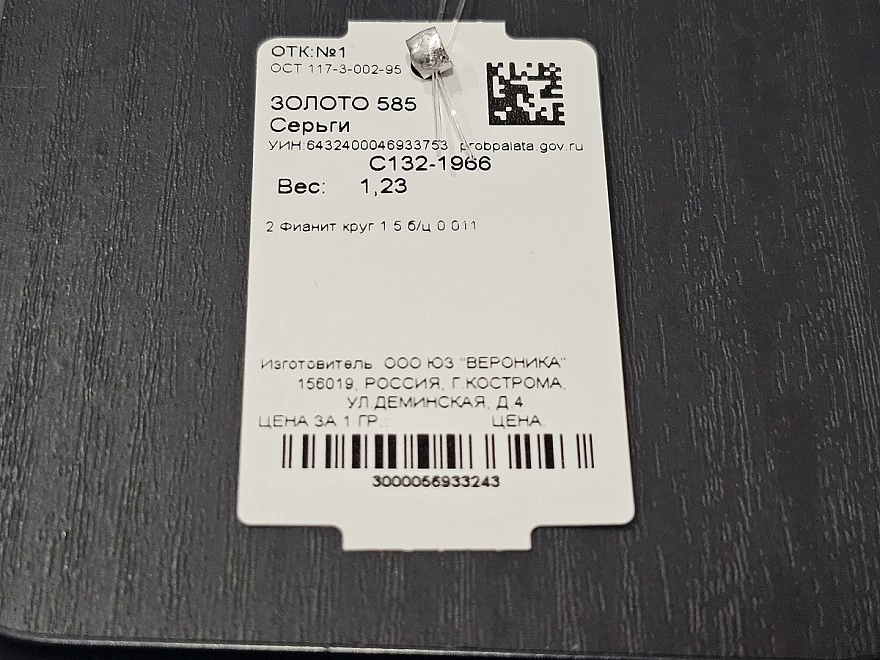 ОТК:№1
ОСТ 117-3-002-95
ЗОЛОТО 585
Серьги
УИН:6432400046933753 probpalata.gov.ru
С132-1966
Вес: 1,23
2 Фианит круг 1 5 б/ц 0 011
Изготовитель ООО ЮЗ "ВЕРОНИКА"
156019, РОССИЯ, Г.КОСТРОМА,
УЛ.ДЕМИНСКАЯ, Д.4
ЦЕНА ЗА 1 ГР.: ЦЕНА:
3000056933243